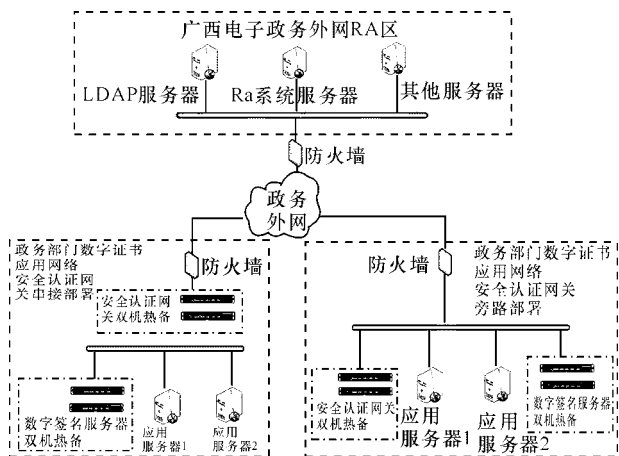 广西电子政务外网RA区
LDAP服务器
Ra系统服务器
其他服务器
防火墙
政务
外网
政务部门数字证书
应用网络
安全认证网
关串接部署
防火墙
安全认证网
关双机热备
数字签名服务器
双机热备
应用
服务器1
应用
服务器2
防火墙
政务部门数字证书
应用网络
安全认证网关
旁路部署
安全认证网关
双机热备
应用
服务器1
应用
服务器2
数字签名服务器
双机热备